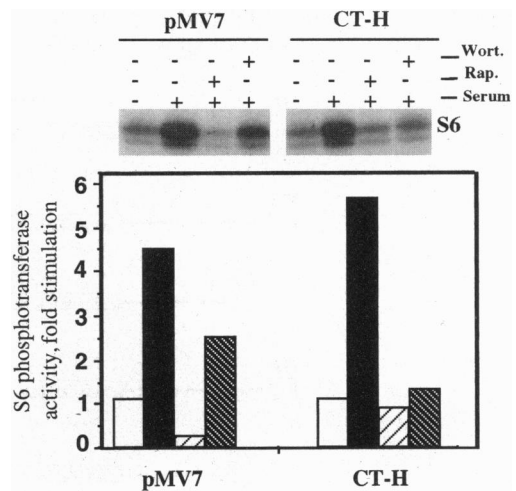 pMV7 CT-H
- - - + - - - + Wort.
- - + - - - + - Rap.
- + + + - + + + Serum
S6
6
5
4
3
2
1
0
S6 phosphotransferase
activity, fold stimulation
pMV7 CT-H